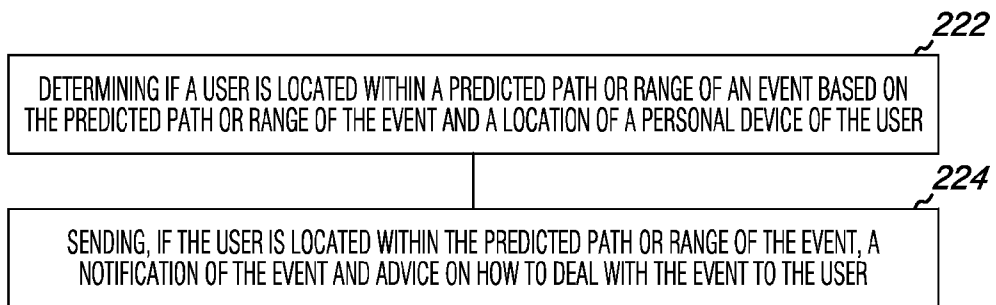 222
DETERMINING IF A USER IS LOCATED WITHIN A PREDICTED PATH OR RANGE OF AN EVENT BASED ON
THE PREDICTED PATH OR RANGE OF THE EVENT AND A LOCATION OF A PERSONAL DEVICE OF THE USER
224
SENDING, IF THE USER IS LOCATED WITHIN THE PREDICTED PATH OR RANGE OF THE EVENT, A
NOTIFICATION OF THE EVENT AND ADVICE ON HOW TO DEAL WITH THE EVENT TO THE USER